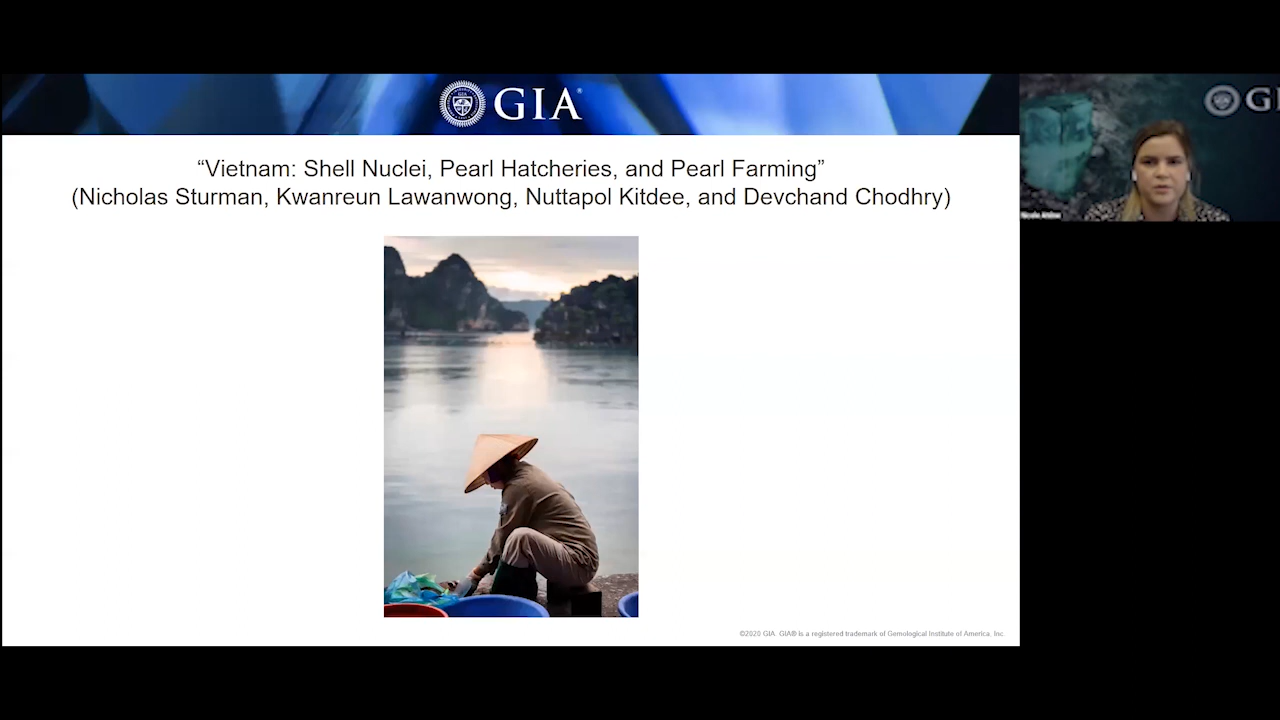 GIA®
“Vietnam: Shell Nuclei, Pearl Hatcheries, and Pearl Farming”
(Nicholas Sturman, Kwanreun Lawanwong, Nuttapol Kitdee, and Devchand Chodhry)
©2020 GIA. GIA® is a registered trademark of Gemological Institute of America, Inc.
GI